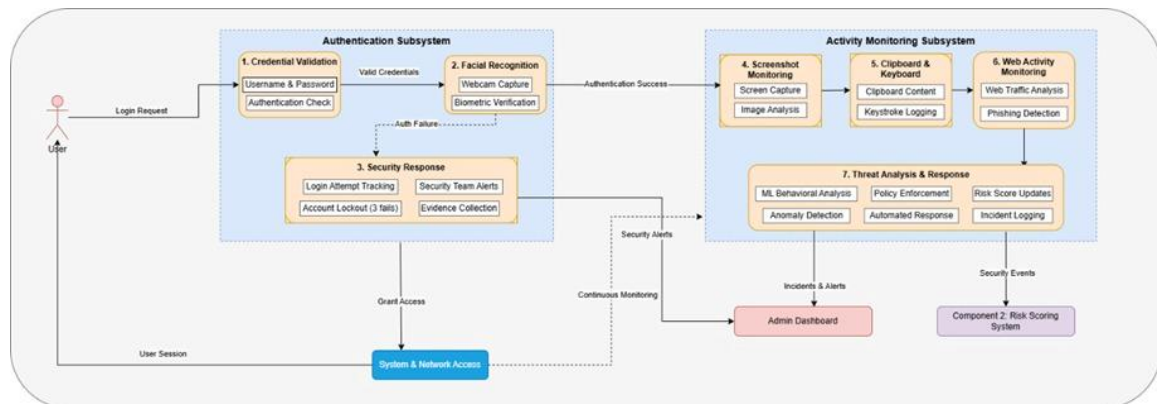 Authentication Subsystem
1. Credential Validation
Username & Password
Authentication Check
Valid Credentials
2. Facial Recognition
Webcam Capture
Biometric Verification
Login Request
User
Auth Failure
3. Security Response
Login Attempt Tracking
Security Team Alerts
Account Lockout (3 fails)
Evidence Collection
Authentication Success
Activity Monitoring Subsystem
4. Screenshot
Monitoring
Screen Capture
Image Analysis
5. Clipboard &
Keyboard
Clipboard Content
Keystroke Logging
6. Web Activity
Monitoring
Web Traffic Analysis
Phishing Detection
7. Threat Analysis & Response
ML Behavioral Analysis
Policy Enforcement
Risk Score Updates
Anomaly Detection
Automated Response
Incident Logging
Security Alerts
Grant Access
Continuous Monitoring
Incidents & Alerts
Security Events
Admin Dashboard
Component 2: Risk Scoring
System
User Session
System & Network Access